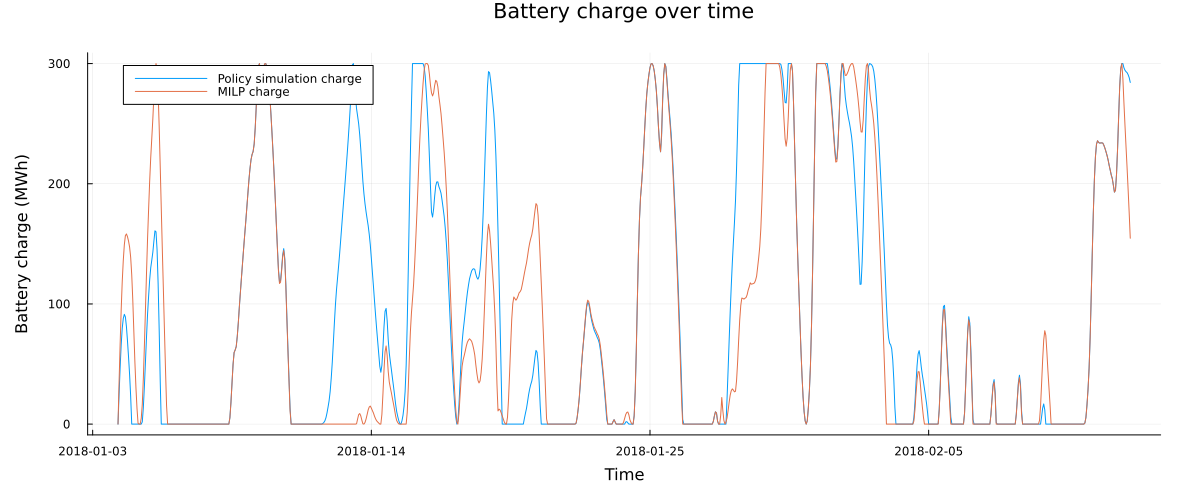 Battery charge over time
Battery charge (MWh)
300
200
100
0
Policy simulation charge
MILP charge
2018-01-03
2018-01-14
2018-01-25
2018-02-05
Time